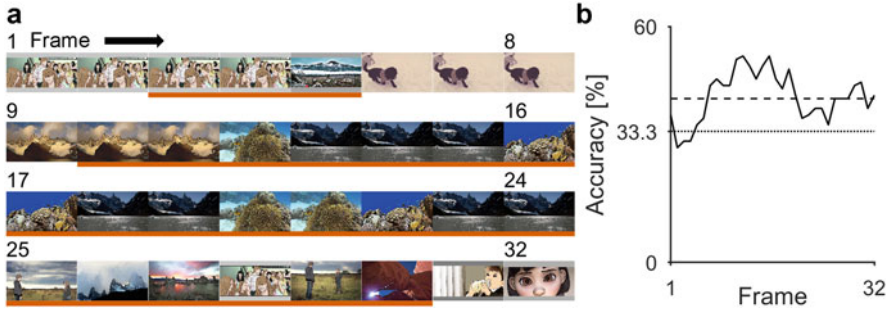 a
1 Frame 8
9 16
17 24
25 32
b
60
33.3
0
Accuracy [%]
1 Frame 32